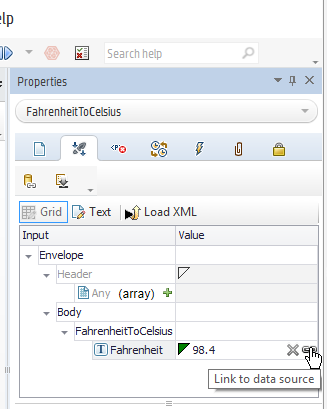 elp
Search help
Properties
FahrenheitToCelsius
Grid Text Load XML
Input Value
Envelope
Header
Any (array)
Body
FahrenheitToCelsius
Fahrenheit 98.4
Link to data source